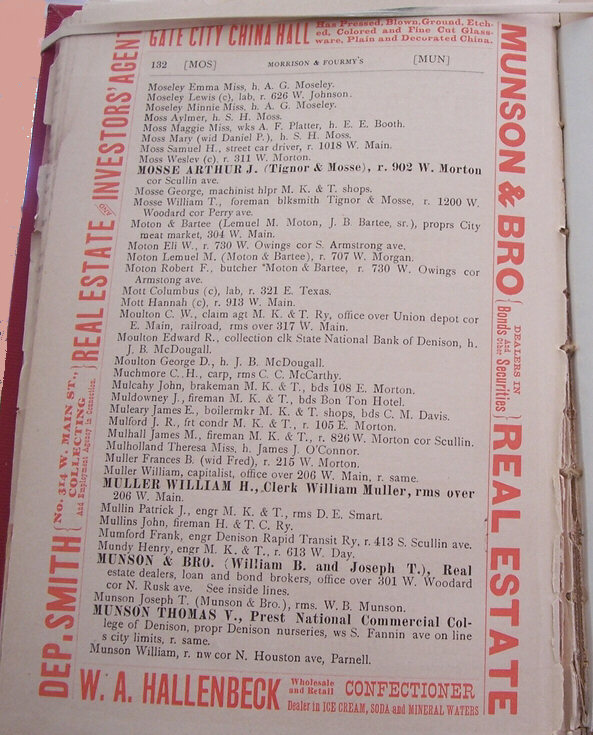 GATE CITY CHINA HALL
Has Pressed, Blown, Ground, Etch-
ed, Colored and Fine Cut Glass-
ware, Plain and Decorated China.
132 [MOS] MORRISON & FOURMY'S [MUN]
Moseley Emma Miss, h. A. G. Moseley.
Moseley Lewis (c), lab, r. 626 W. Johnson.
Moseley Minnie Miss, h. A. G. Moseley.
Moss Aylmer, h. S. H. Moss.
Moss Maggie Miss, wks A. F. Platter, h. E. E. Booth.
Moss Mary (wid Daniel P.), h. S. H. Moss.
Moss Samuel H., street car driver, r. 1018 W. Main.
Moss Wesley (c), r. 311 W. Morton.
MOSSE ARTHUR J. (Tignor & Mosse), r. 902 W. Morton
cor Scullin ave.
Mosse George, machinist hlpr M. K. & T. shops.
Mosse William T., foreman blksmith Tignor & Mosse, r. 1200 W.
Woodard cor Perry ave.
Moton & Bartee (Lemuel M. Moton, J. B. Bartee, sr.), proprs City
meat market, 304 W. Main.
Moton Eli W., r. 730 W. Owings cor S. Armstrong ave.
Moton Lemuel M. (Moton & Bartee), r. 707 W. Morgan.
Moton Robert F., butcher Moton & Bartee, r. 730 W. Owings cor
Armstong ave.
Mott Columbus (c), lab, r. 321 E. Texas.
Mott Hannah (c), r. 913 W. Main.
Moulton C. W., claim agt M. K. & T. Ry, office over Union depot cor
E. Main, railroad, rms over 317 W. Main.
Moulton Edward R., collection clk State National Bank of Denison, h.
J. B. McDougall.
Moulton George D., h. J. B. McDougall.
Muchmore C. H., carp, rms C. C. McCarthy.
Mulcahy John, brakeman M. K. & T., bds 108 E. Morton.
Muldowney J., fireman M. K. & T., bds Bon Ton Hotel.
Muleary James E., boilermkr M. K. & T. shops, bds C. M. Davis.
Mulford J. R., frt condr M. K. & T., r. 105 E. Morton.
Mulhall James M., fireman M. K. & T., r. 826 W. Morton cor Scullin.
Mulholland Theresa Miss, h. James J. O'Connor.
Muller Frances B. (wid Fred), r. 215 W. Morton.
Muller William, capitalist, office over 206 W. Main, r. same.
MULLER WILLIAM H., Clerk William Muller, rms over
206 W. Main.
Mullin Patrick J., engr M. K. & T., rms D. E. Smart.
Mullins John, fireman H. & T. C. Ry.
Mumford Frank, engr Denison Rapid Transit Ry, r. 413 S. Scullin ave.
Mundy Henry, engr M. K. & T., r. 613 W. Day.
MUNSON & BRO. (William B. and Joseph T.), Real
estate dealers, loan and bond brokers, office over 301 W. Woodard
cor N. Rusk ave. See inside lines.
Munson Joseph T. (Munson & Bro.), rms. W. B. Munson.
MUNSON THOMAS V., Prest National Commercial Col-
lege of Denison, propr Denison nurseries, ws S. Fannin ave on line
s city limits, r. same.
Munson William, r. nw cor N. Houston ave, Parnell.
W. A. HALLENBECK Wholesale and Retail CONFECTIONER
Dealer in ICE CREAM, SODA and MINERAL WATERS
DEP. SMITH
No. 314 W. MAIN ST.,
COLLECTING
And Employment Agency in Connection.
REAL ESTATE AND INVESTORS' AGENT
MUNSON & BRO
DEALERS IN
Bonds And Other Securities
REAL ESTATE